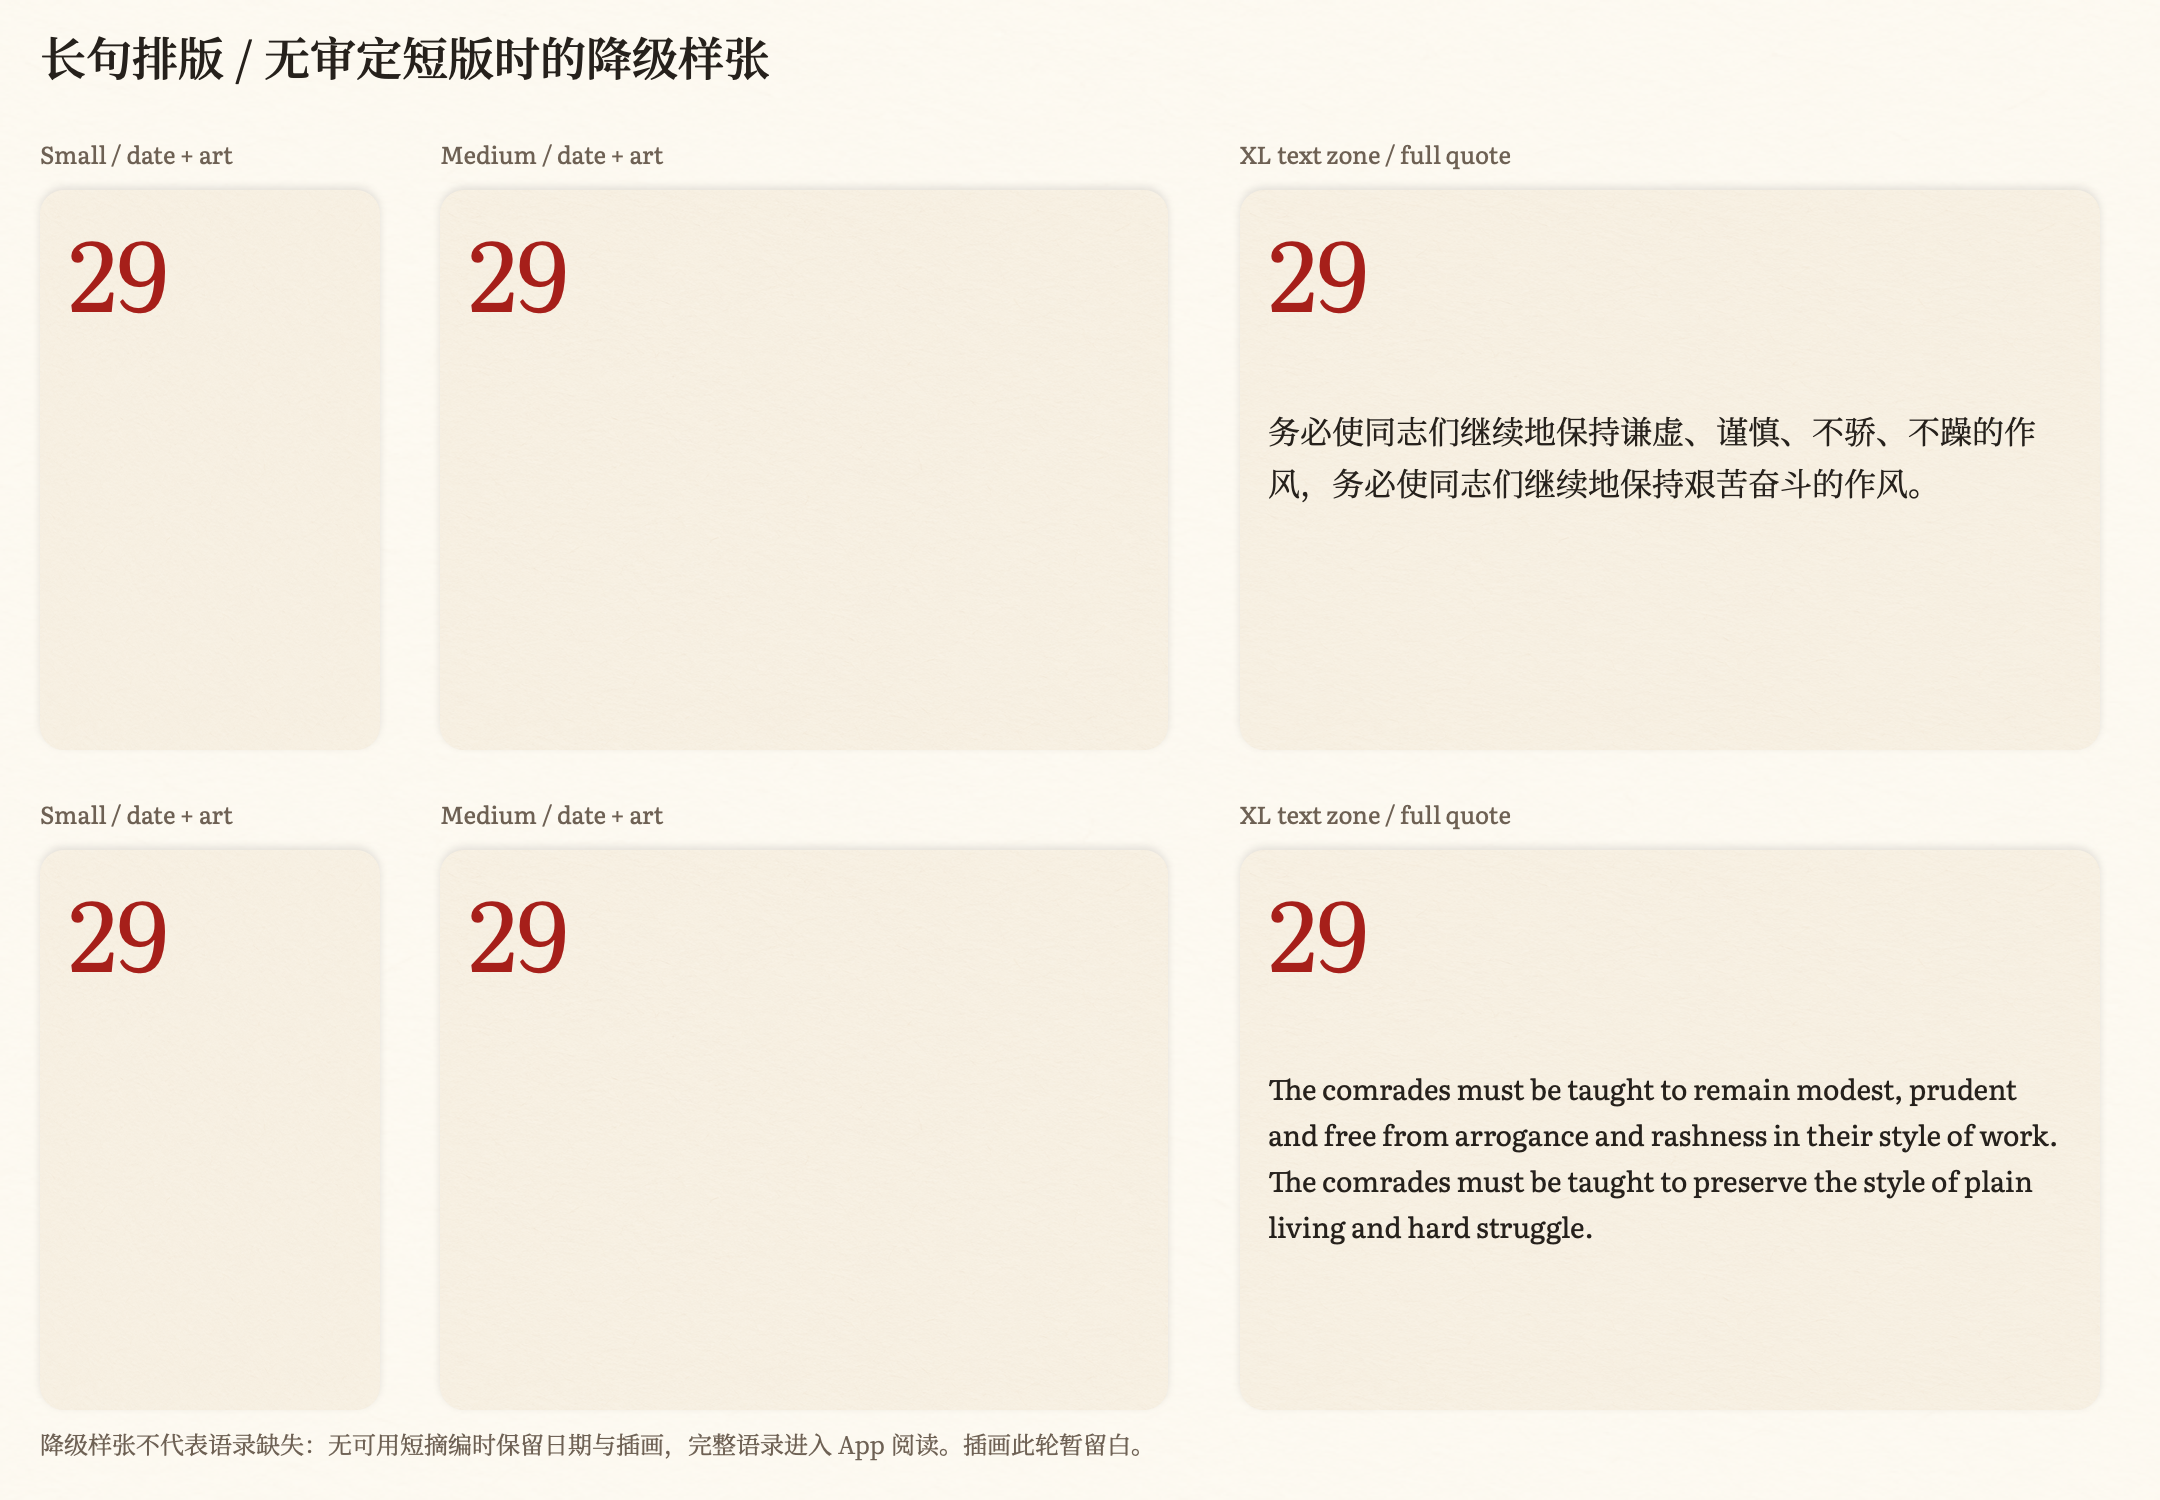 长句排版 / 无审定短版时的降级样张
Small / date + art
Medium / date + art
XL text zone / full quote
29
29
29
务必使同志们继续地保持谦虚、谨慎、不骄、不躁的作
风，务必使同志们继续地保持艰苦奋斗的作风。
Small / date + art
Medium / date + art
XL text zone / full quote
29
29
29
The comrades must be taught to remain modest, prudent
and free from arrogance and rashness in their style of work.
The comrades must be taught to preserve the style of plain
living and hard struggle.
降级样张不代表语录缺失：无可用短摘编时保留日期与插画，完整语录进入 App 阅读。插画此轮暂留白。